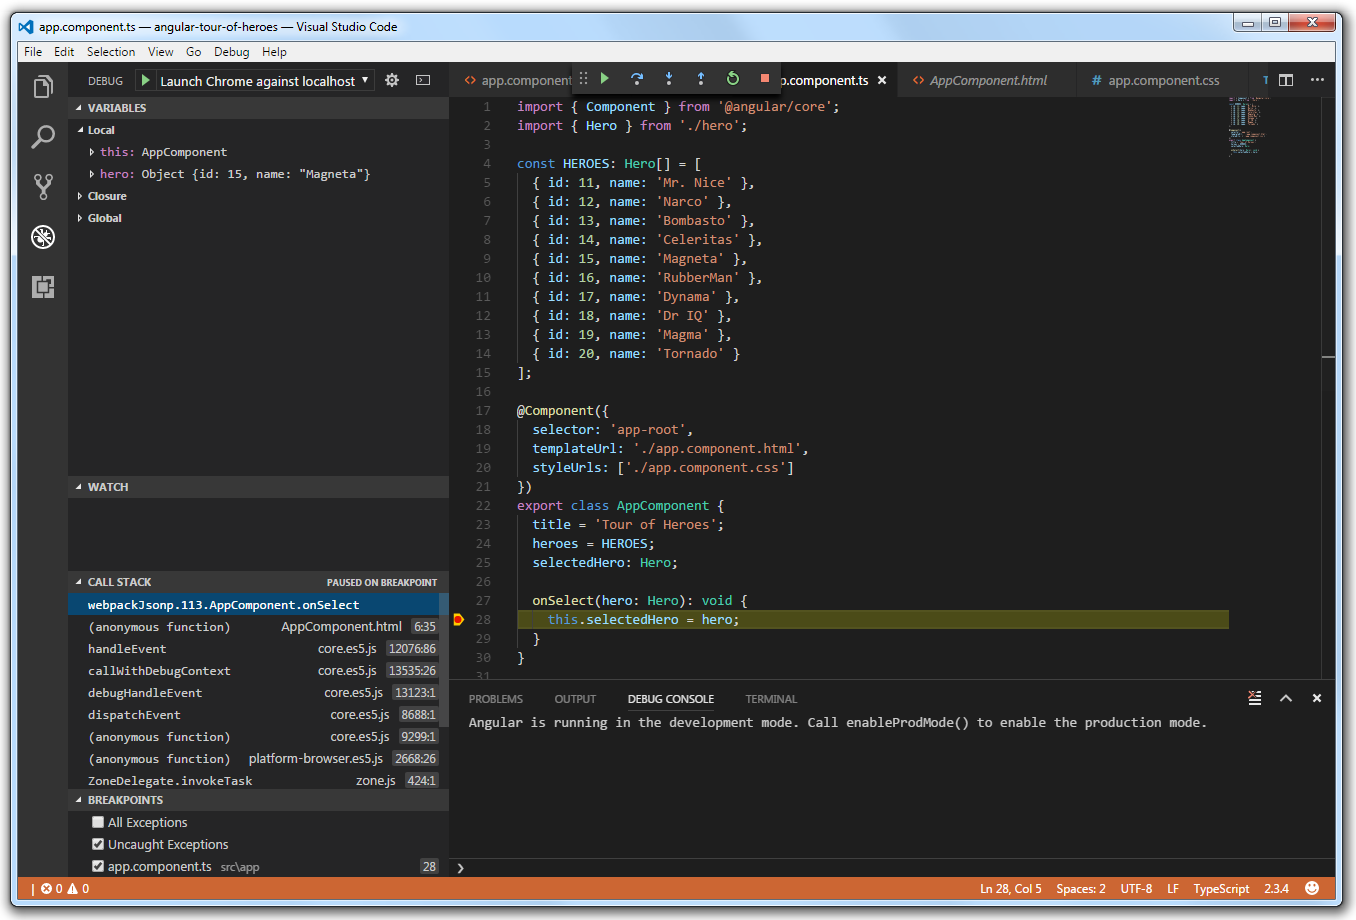 app.component.ts — angular-tour-of-heroes — Visual Studio Code
File Edit Selection View Go Debug Help
DEBUG Launch Chrome against localhost
<> app.component p.component.ts <> AppComponent.html # app.component.css T ···
VARIABLES
Local
this: AppComponent
hero: Object {id: 15, name: "Magneta"}
Closure
Global
WATCH
CALL STACK PAUSED ON BREAKPOINT
webpackJsonp.113.AppComponent.onSelect
(anonymous function) AppComponent.html 6:35
handleEvent core.es5.js 12076:86
callWithDebugContext core.es5.js 13535:26
debugHandleEvent core.es5.js 13123:1
dispatchEvent core.es5.js 8688:1
(anonymous function) core.es5.js 9299:1
(anonymous function) platform-browser.es5.js 2668:26
ZoneDelegate.invokeTask zone.js 424:1
BREAKPOINTS
All Exceptions
Uncaught Exceptions
app.component.ts src\app 28
1 import { Component } from '@angular/core';
2 import { Hero } from './hero';
3
4 const HEROES: Hero[] = [
5 { id: 11, name: 'Mr. Nice' },
6 { id: 12, name: 'Narco' },
7 { id: 13, name: 'Bombasto' },
8 { id: 14, name: 'Celeritas' },
9 { id: 15, name: 'Magneta' },
10 { id: 16, name: 'RubberMan' },
11 { id: 17, name: 'Dynama' },
12 { id: 18, name: 'Dr IQ' },
13 { id: 19, name: 'Magma' },
14 { id: 20, name: 'Tornado' }
15 ];
16
17 @Component({
18 selector: 'app-root',
19 templateUrl: './app.component.html',
20 styleUrls: ['./app.component.css']
21 })
22 export class AppComponent {
23 title = 'Tour of Heroes';
24 heroes = HEROES;
25 selectedHero: Hero;
26
27 onSelect(hero: Hero): void {
28 this.selectedHero = hero;
29 }
30 }
31
PROBLEMS OUTPUT DEBUG CONSOLE TERMINAL
Angular is running in the development mode. Call enableProdMode() to enable the production mode.
0 0 Ln 28, Col 5 Spaces: 2 UTF-8 LF TypeScript 2.3.4